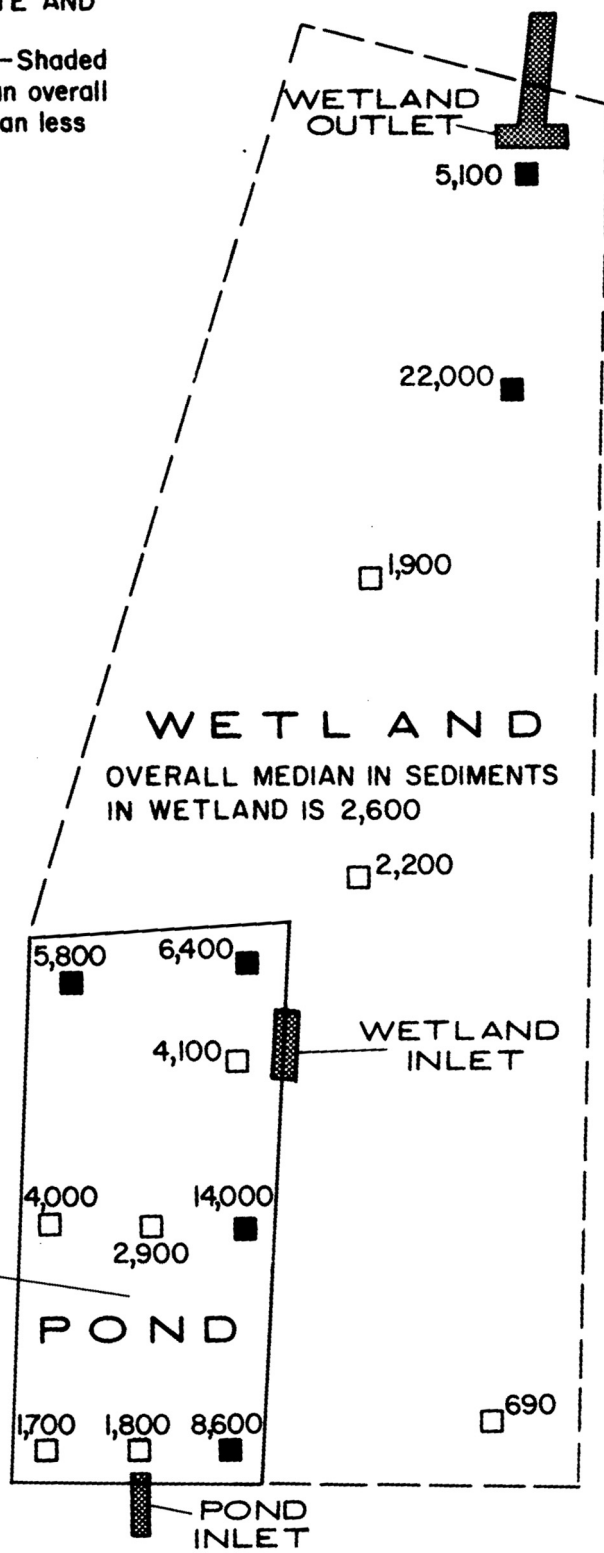 AND
–Shaded
overall
less
WETLAND
OUTLET
5,100
22,000
1,900
WETLAND
OVERALL MEDIAN IN SEDIMENTS
IN WETLAND IS 2,600
2,200
5,800
6,400
4,100
WETLAND
INLET
4,000
14,000
2,900
POND
1,700
1,800
8,600
690
POND
INLET